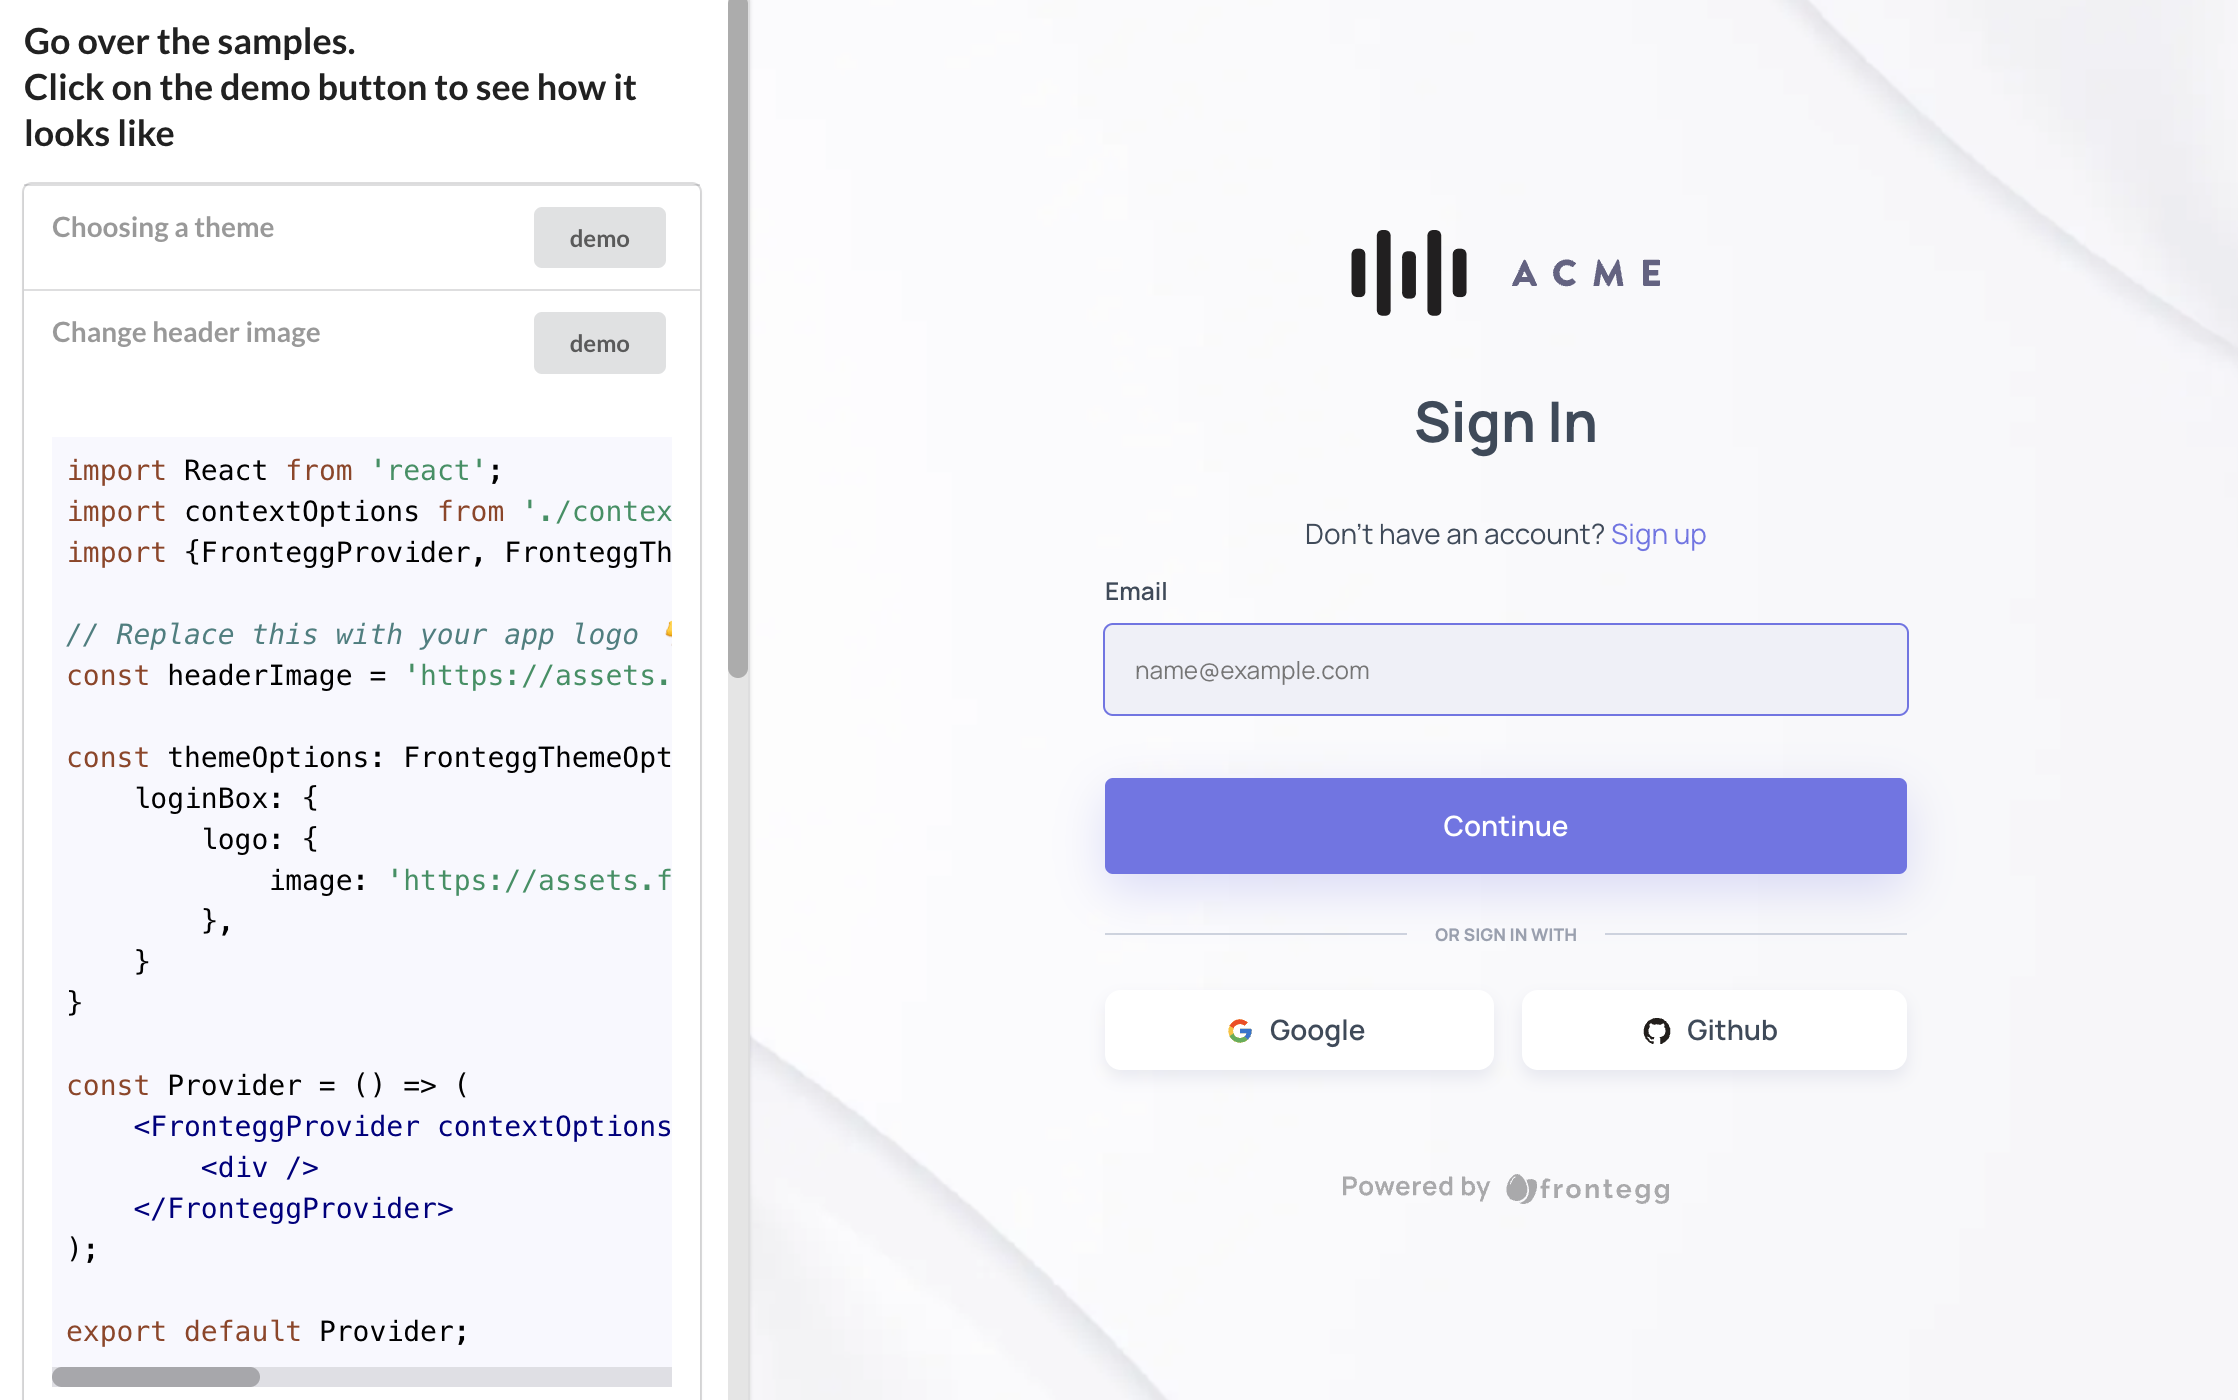 Go over the samples.
Click on the demo button to see how it
looks like
Choosing a theme
demo
Change header image
demo
import React from 'react';
import contextOptions from './contex
import {FronteggProvider, FronteggTh
// Replace this with your app logo
const headerImage = 'https://assets.
const themeOptions: FronteggThemeOpt
    loginBox: {
        logo: {
            image: 'https://assets.f
        },
    }
}
const Provider = () => (
    <FronteggProvider contextOptions
        <div />
    </FronteggProvider>
);
export default Provider;
ACME
Sign In
Don't have an account? Sign up
Email
name@example.com
Continue
OR SIGN IN WITH
Google
Github
Powered by frontegg